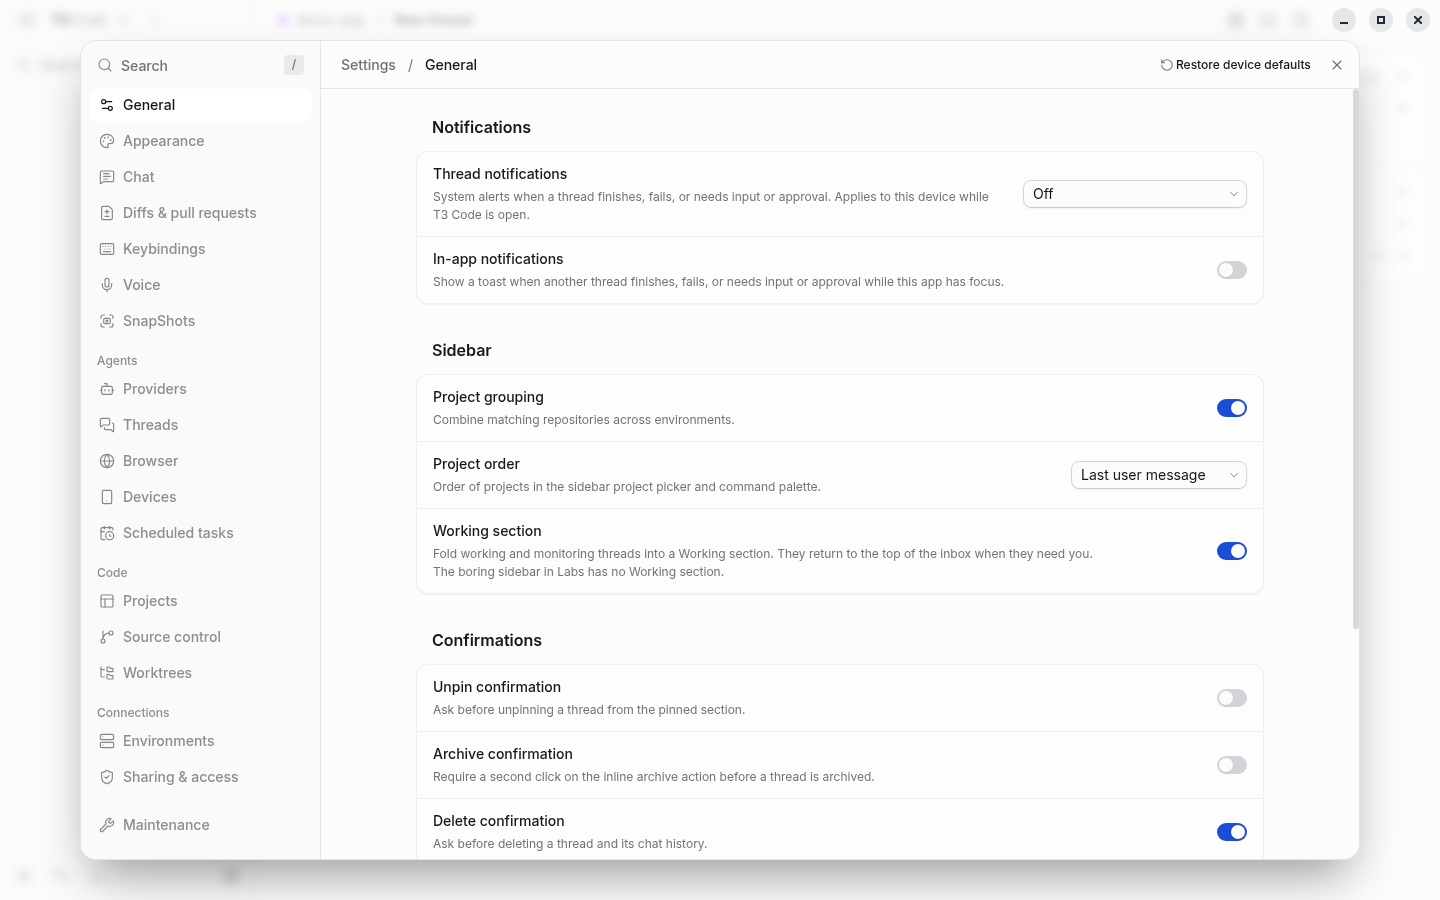 Search /
General
Appearance
Chat
Diffs & pull requests
Keybindings
Voice
SnapShots
Agents
Providers
Threads
Browser
Devices
Scheduled tasks
Code
Projects
Source control
Worktrees
Connections
Environments
Sharing & access
Maintenance
Settings / General
Restore device defaults
Notifications
Thread notifications
System alerts when a thread finishes, fails, or needs input or approval. Applies to this device while
T3 Code is open.
Off
In-app notifications
Show a toast when another thread finishes, fails, or needs input or approval while this app has focus.
Sidebar
Project grouping
Combine matching repositories across environments.
Project order
Order of projects in the sidebar project picker and command palette.
Last user message
Working section
Fold working and monitoring threads into a Working section. They return to the top of the inbox when they need you.
The boring sidebar in Labs has no Working section.
Confirmations
Unpin confirmation
Ask before unpinning a thread from the pinned section.
Archive confirmation
Require a second click on the inline archive action before a thread is archived.
Delete confirmation
Ask before deleting a thread and its chat history.